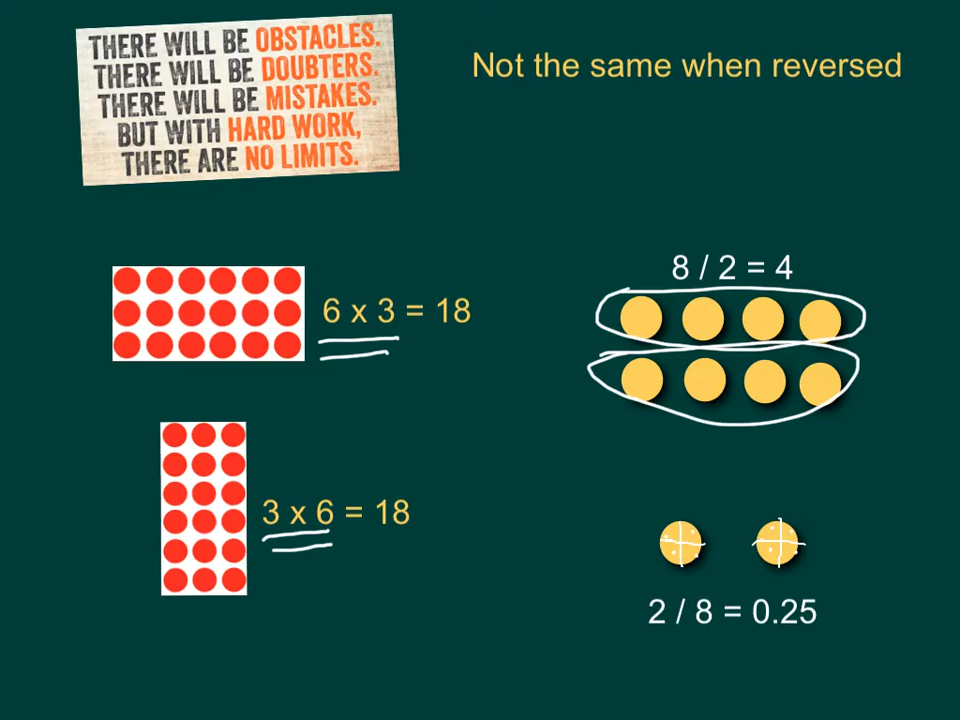 THERE WILL BE OBSTACLES.
THERE WILL BE DOUBTERS.
THERE WILL BE MISTAKES.
BUT WITH HARD WORK,
THERE ARE NO LIMITS.
Not the same when reversed
6 x 3 = 18
3 x 6 = 18
8 / 2 = 4
2 / 8 = 0.25